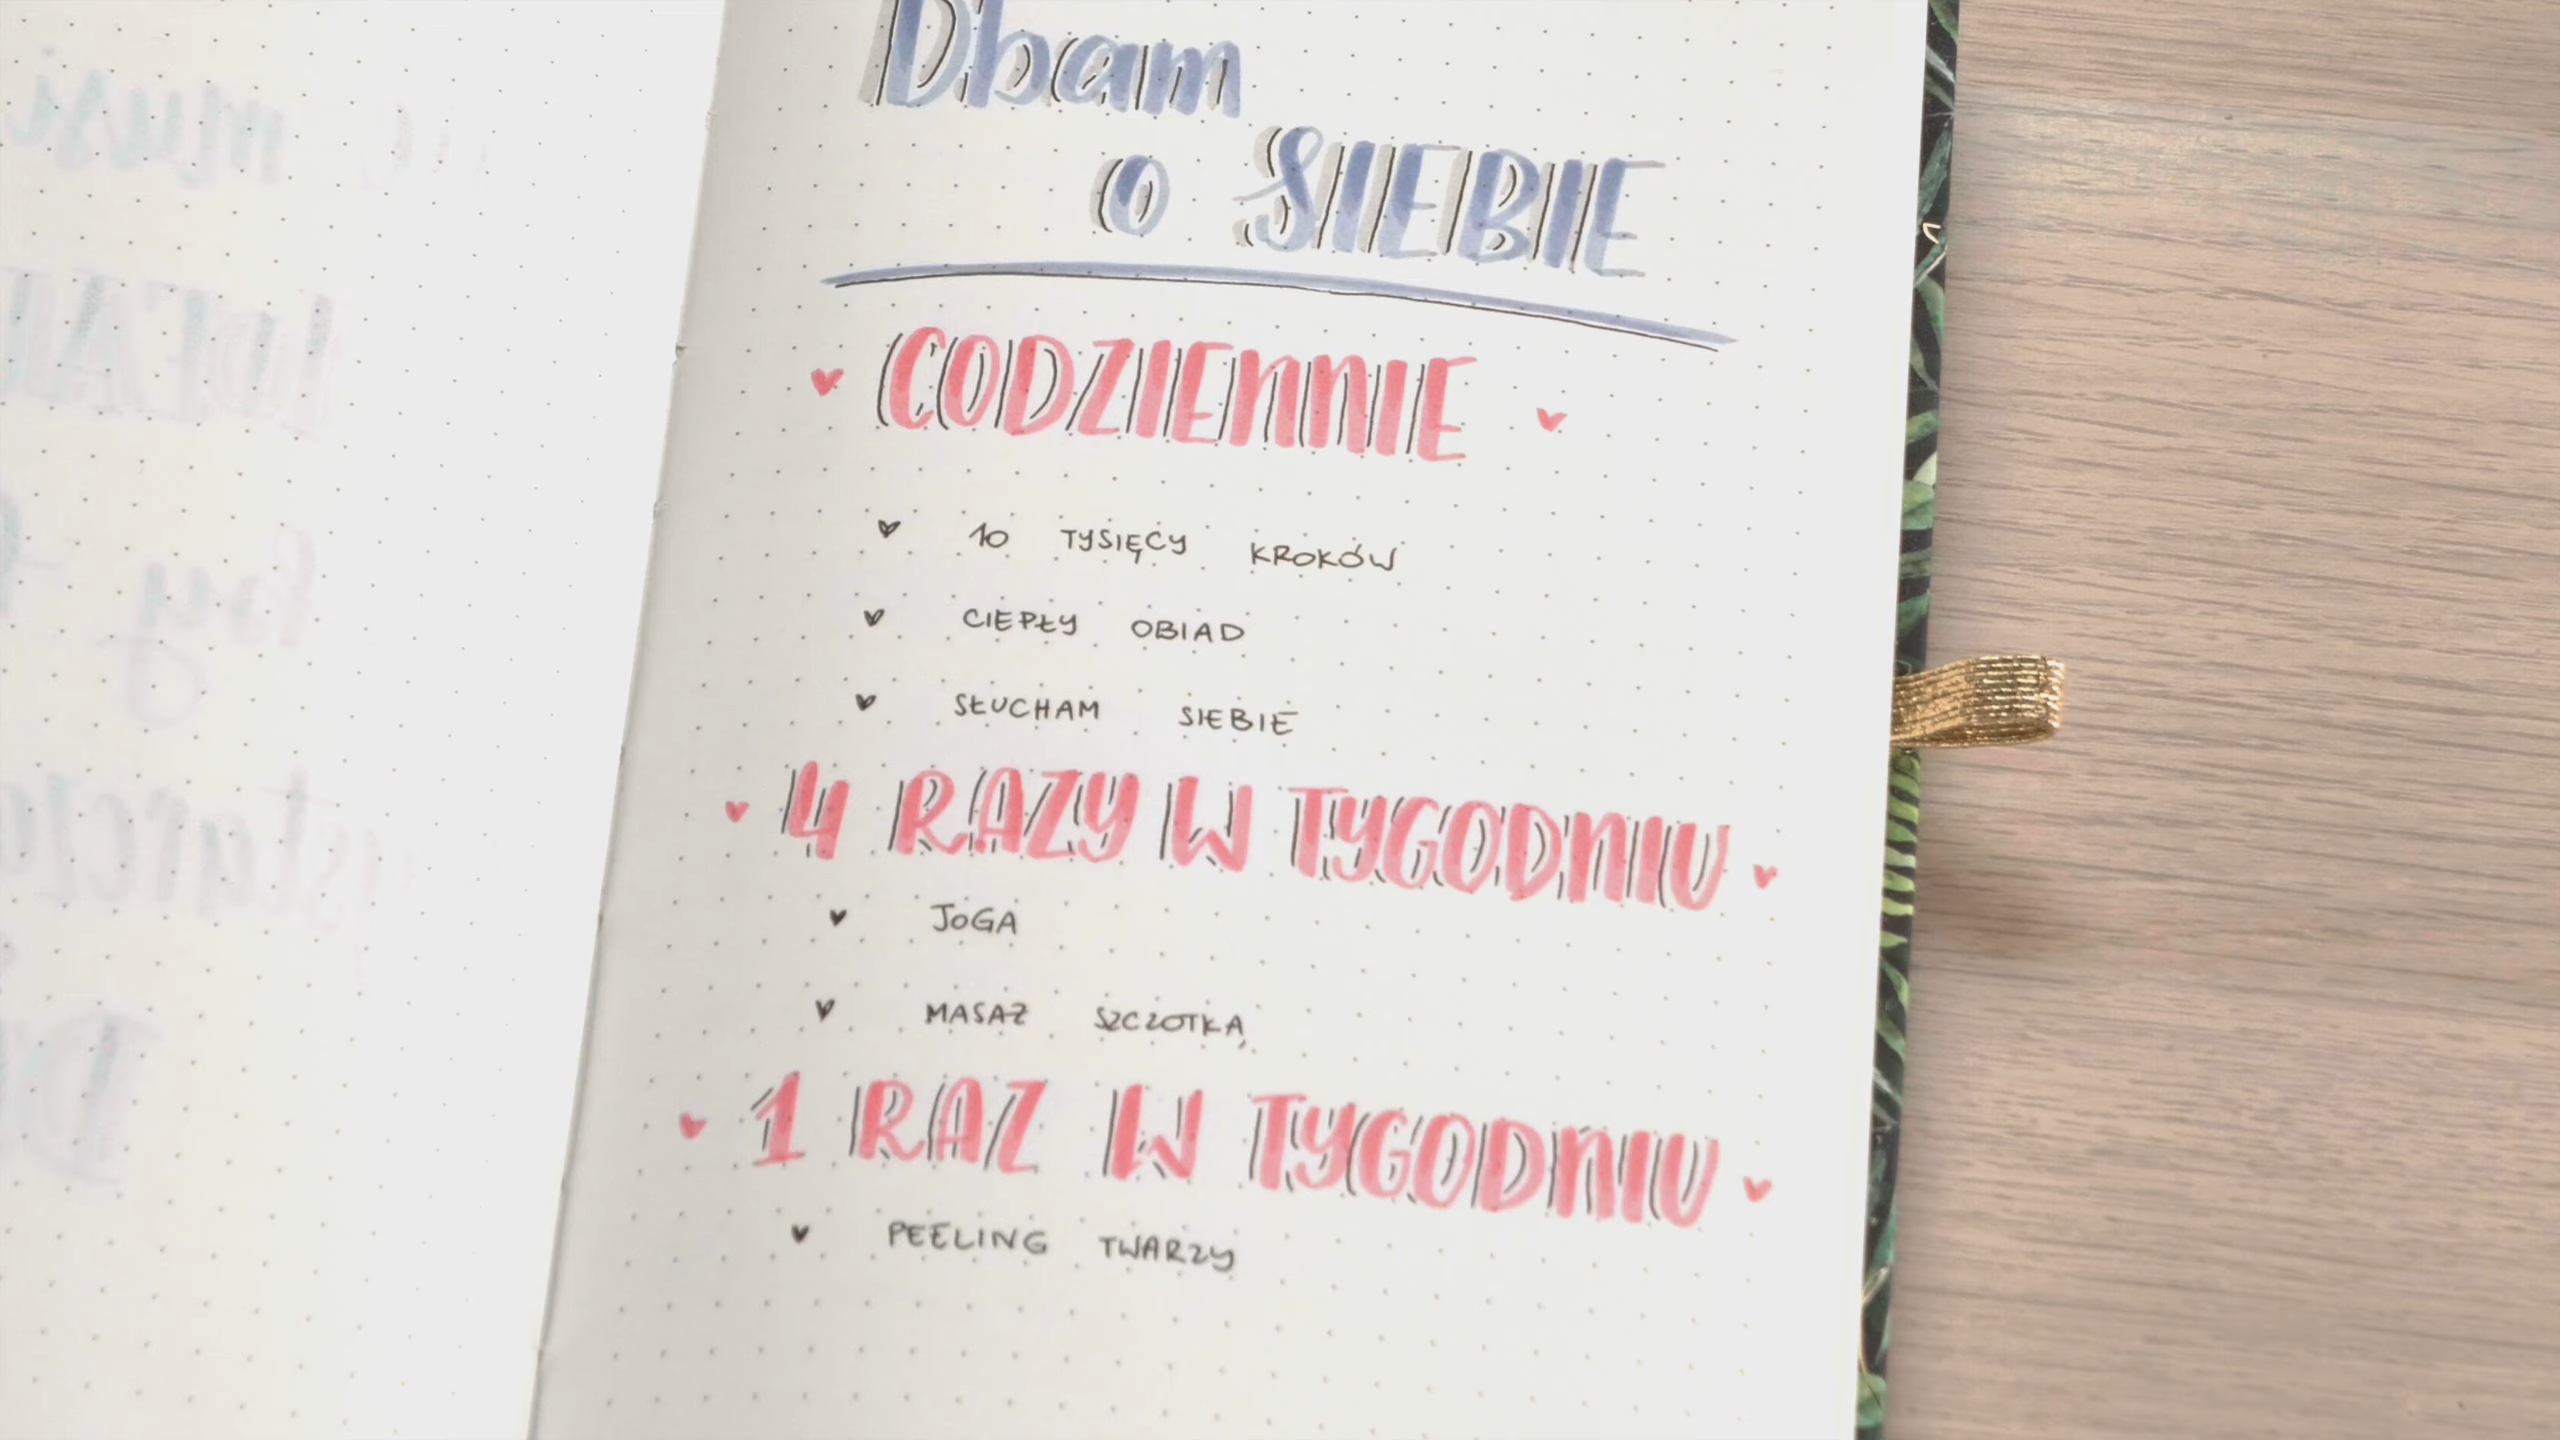 Dbam
o SIEBIE
CODZIENNIE
10 TYSIĘCY KROKÓW
CIEPŁY OBIAD
SŁUCHAM SIEBIE
4 RAZY W TYGODNIU
JOGA
MASAŻ SZCZOTKĄ
1 RAZ W TYGODNIU
PEELING TWARZY